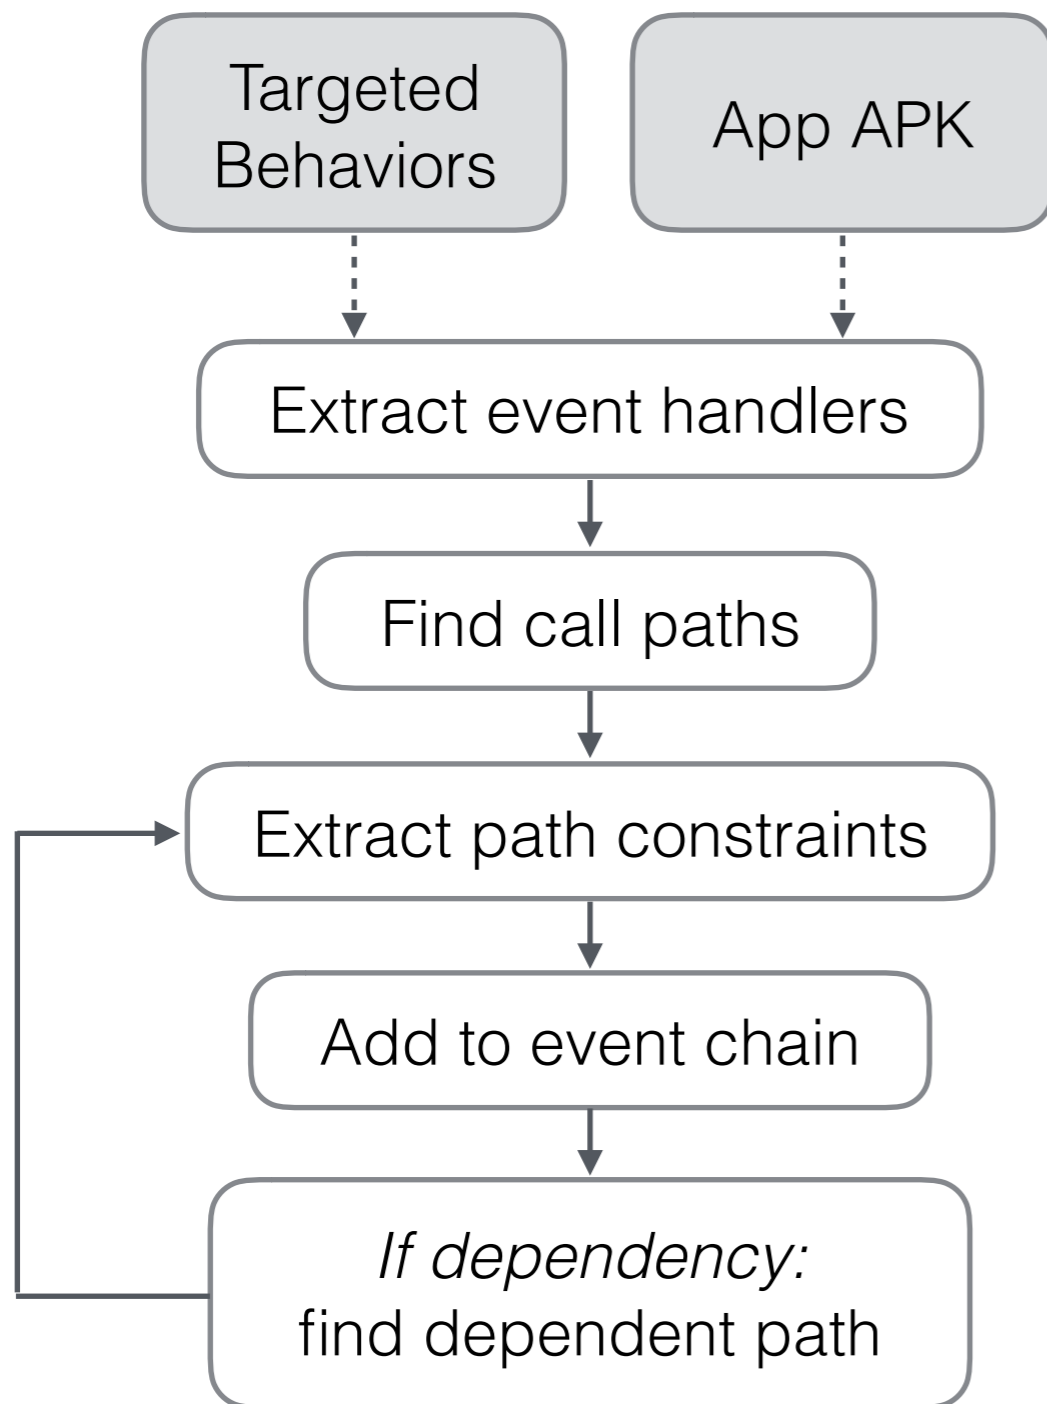 Targeted
Behaviors
App APK
Extract event handlers
Find call paths
Extract path constraints
Add to event chain
If dependency:
find dependent path